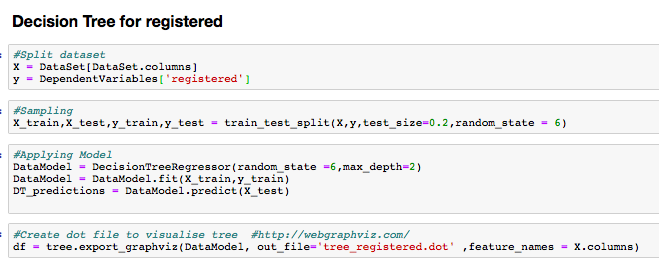 Decision Tree for registered
#Split dataset
X = DataSet[DataSet.columns]
y = DependentVariables['registered']
#Sampling
X_train,X_test,y_train,y_test = train_test_split(X,y,test_size=0.2,random_state = 6)
#Applying Model
DataModel = DecisionTreeRegressor(random_state =6,max_depth=2)
DataModel = DataModel.fit(X_train,y_train)
DT_predictions = DataModel.predict(X_test)
#Create dot file to visualise tree  #http://webgraphviz.com/
df = tree.export_graphviz(DataModel, out_file='tree_registered.dot' ,feature_names = X.columns)